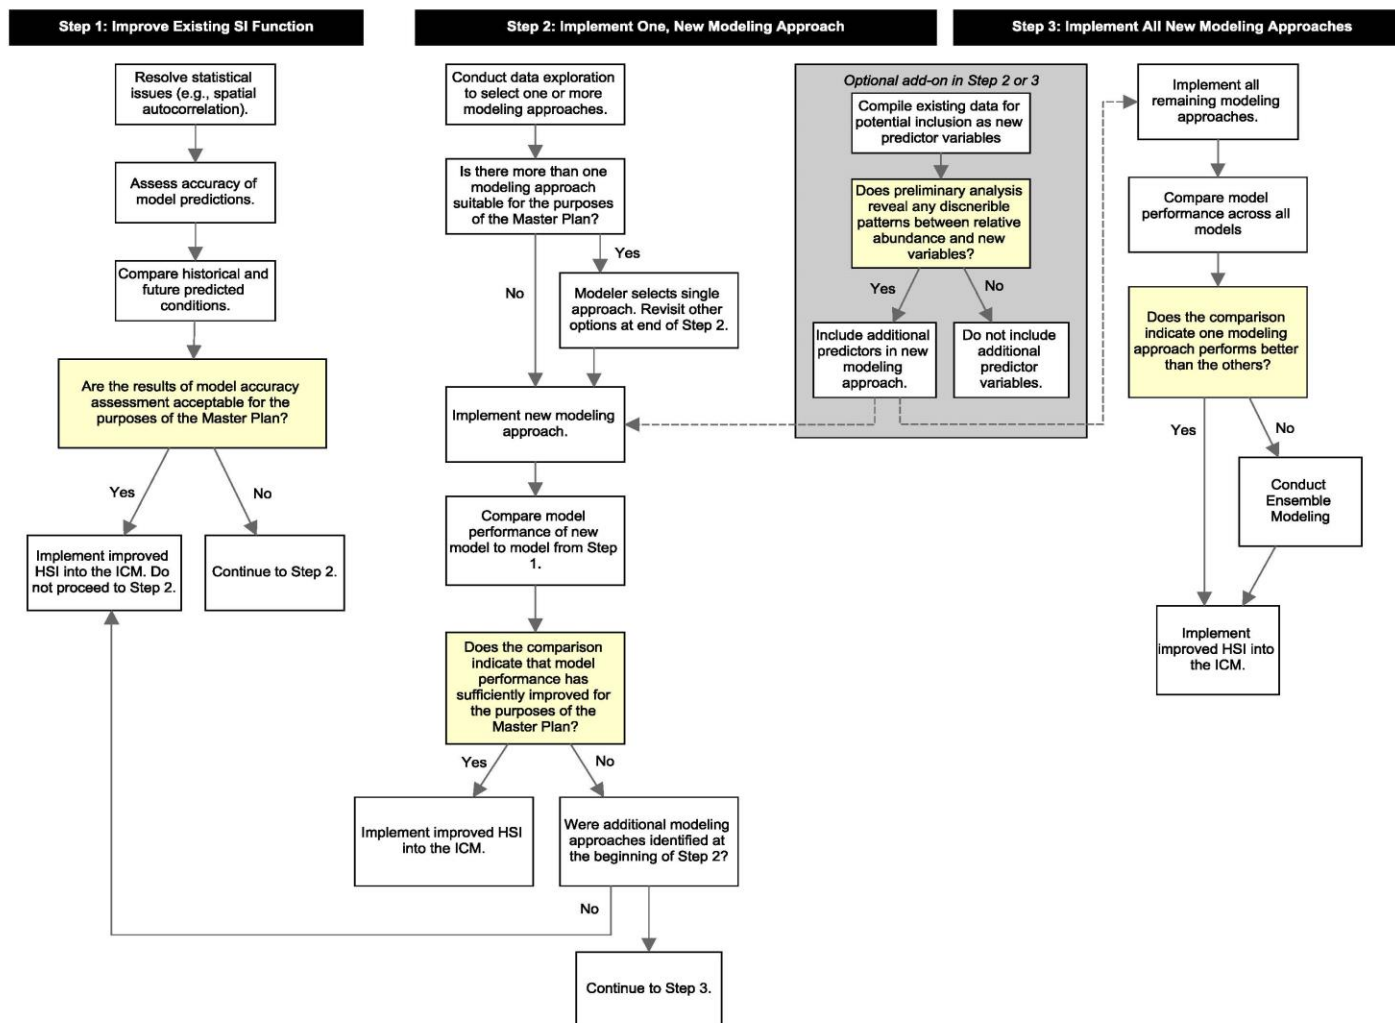 Step 1: Improve Existing SI Function
Resolve statistical
issues (e.g., spatial
autocorrelation).
Assess accuracy of
model predictions.
Compare historical and
future predicted
conditions.
Are the results of model accuracy
assessment acceptable for the
purposes of the Master Plan?
Yes
No
Implement improved
HSI into the ICM. Do
not proceed to Step 2.
Continue to Step 2.
Step 2: Implement One, New Modeling Approach
Conduct data exploration
to select one or more
modeling approaches.
Is there more than one
modeling approach
suitable for the purposes
of the Master Plan?
Yes
No
Modeler selects single
approach. Revisit other
options at end of Step 2.
Implement new modeling
approach.
Compare model
performance of new
model to model from Step
1.
Does the comparison
indicate that model
performance has
sufficiently improved for
the purposes of the
Master Plan?
Yes
No
Implement improved HSI
into the ICM.
Were additional modeling
approaches identified at
the beginning of Step 2?
No
Continue to Step 3.
Optional add-on in Step 2 or 3
Compile existing data for
potential inclusion as new
predictor variables
Does preliminary analysis
reveal any discnerible
patterns between relative
abundance and new
variables?
Yes
No
Include additional
predictors in new
modeling
approach.
Do not include
additional
predictor
variables.
Step 3: Implement All New Modeling Approaches
Implement all
remaining modeling
approaches.
Compare model
performance across all
models
Does the comparison
indicate one modeling
approach performs better
than the others?
Yes
No
Conduct
Ensemble
Modeling
Implement
improved HSI into
the ICM.